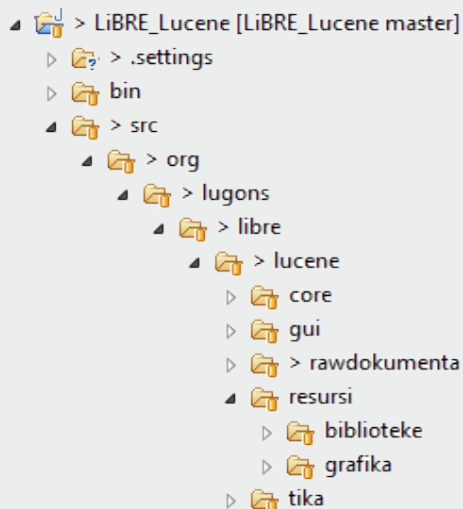 > LiBRE_Lucene [LiBRE_Lucene master]
> .settings
bin
> src
> org
> lugons
> libre
> lucene
core
gui
> rawdokumenta
resursi
biblioteke
grafika
tika